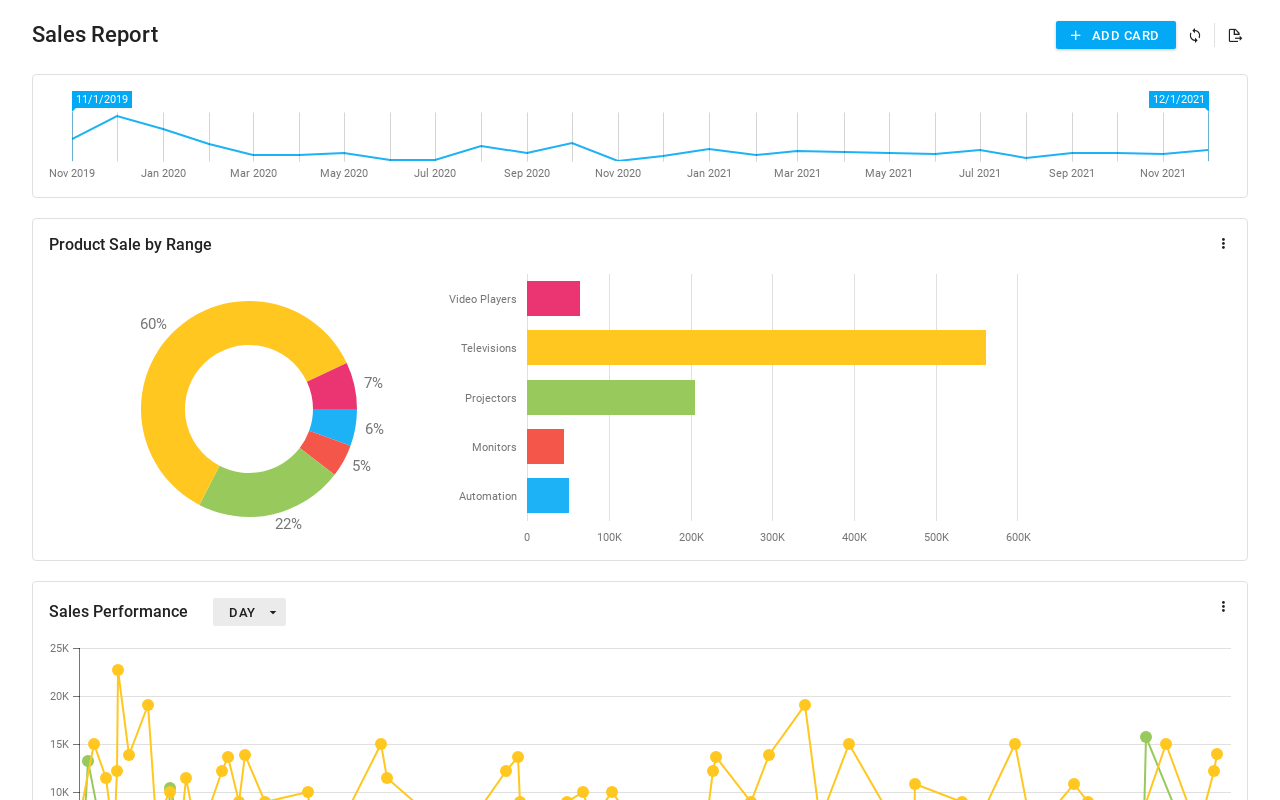 Sales Report
ADD CARD
11/1/2019
12/1/2021
Nov 2019 Jan 2020 Mar 2020 May 2020 Jul 2020 Sep 2020 Nov 2020 Jan 2021 Mar 2021 May 2021 Jul 2021 Sep 2021 Nov 2021
Product Sale by Range
60%
7%
6%
5%
22%
Video Players
Televisions
Projectors
Monitors
Automation
0 100K 200K 300K 400K 500K 600K
Sales Performance
DAY
25K
20K
15K
10K